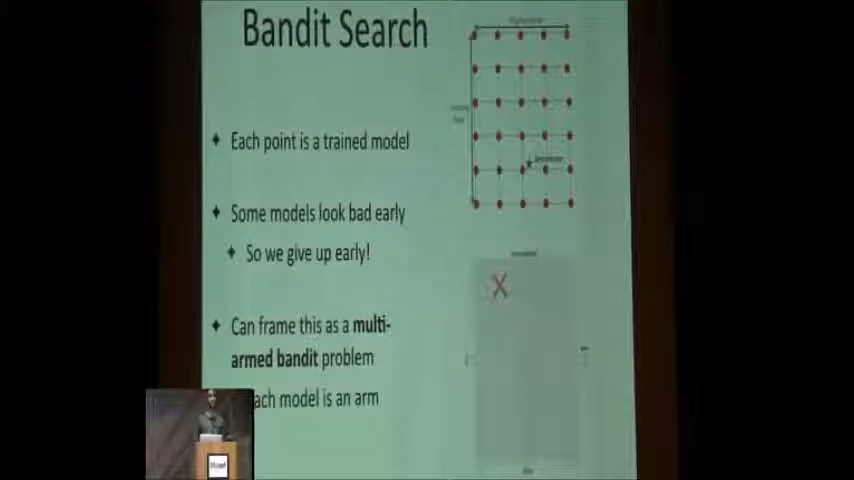 Bandit Search
Each point is a trained model
Some models look bad early
So we give up early!
Can frame this as a multi-
armed bandit problem
ach model is an arm
X